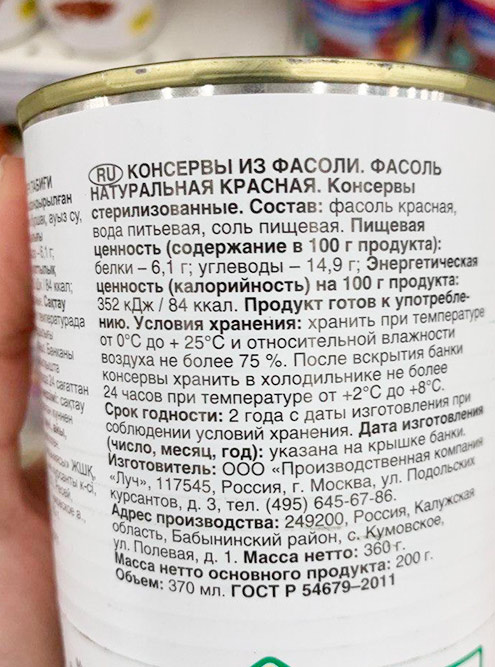 RU КОНСЕРВЫ ИЗ ФАСОЛИ. ФАСОЛЬ
НАТУРАЛЬНАЯ КРАСНАЯ. Консервы
стерилизованные. Состав: фасоль красная,
вода питьевая, соль пищевая. Пищевая
ценность (содержание в 100 г продукта):
белки – 6,1 г; углеводы – 14,9 г; Энергетическая
ценность (калорийность) на 100 г продукта:
352 кДж / 84 ккал. Продукт готов к употребле-
нию. Условия хранения: хранить при температуре
от 0°С до + 25°С и относительной влажности
воздуха не более 75 %. После вскрытия банки
консервы хранить в холодильнике не более
24 часов при температуре от +2°С до +8°С.
Срок годности: 2 года с даты изготовления при
соблюдении условий хранения. Дата изготовления
(число, месяц, год): указана на крышке банки.
Изготовитель: ООО «Производственная компания
«Луч», 117545, Россия, г. Москва, ул. Подольских
курсантов, д. 3, тел. (495) 645-67-86.
Адрес производства: 249200, Россия, Калужская
область, Бабынинский район, с. Кумовское,
ул. Полевая, д. 1. Масса нетто: 360 г.
Масса нетто основного продукта: 200 г.
Объем: 370 мл. ГОСТ Р 54679–2011